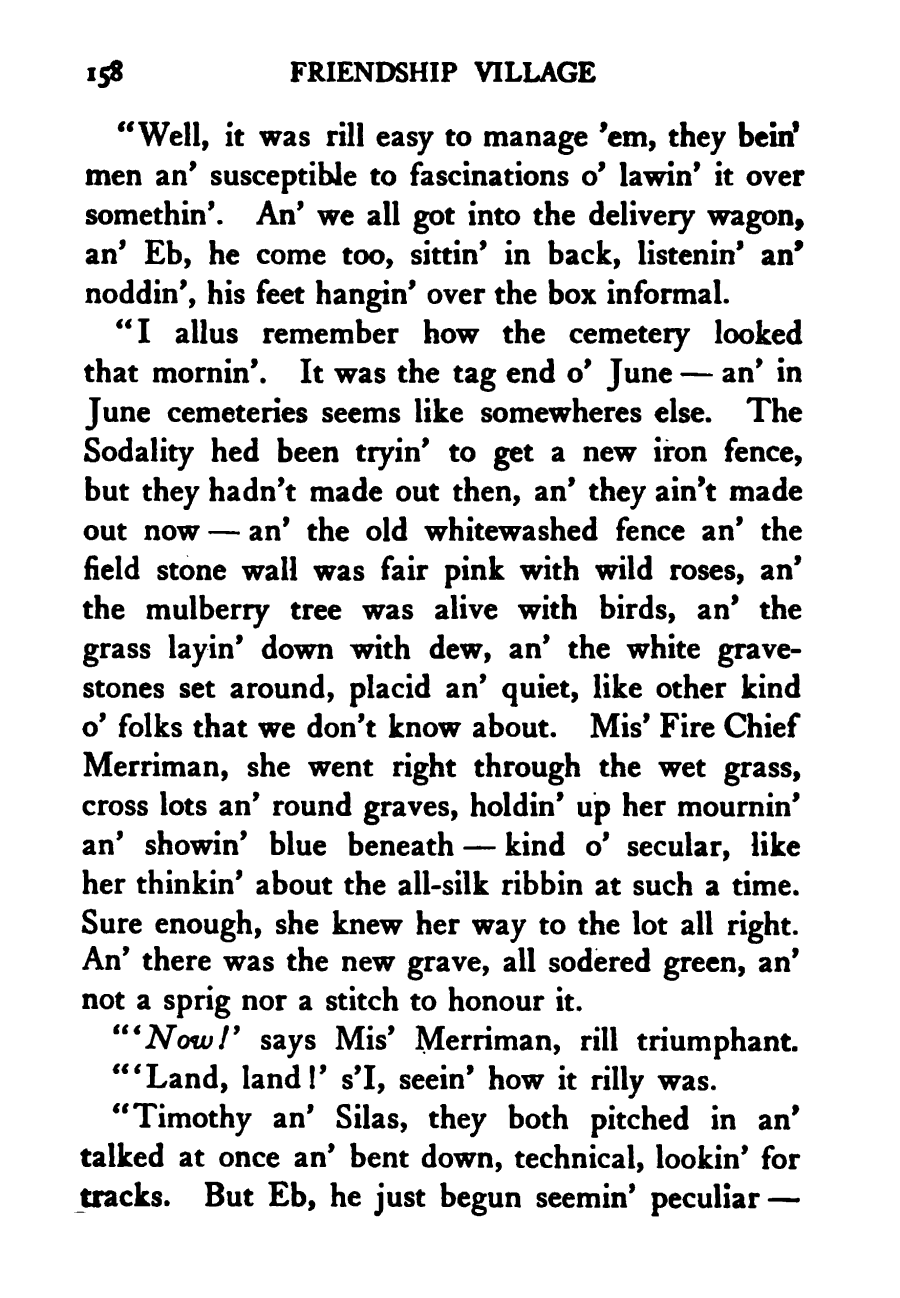 158 FRIENDSHIP VILLAGE
"Well, it was rill easy to manage 'em, they bein'
men an' susceptible to fascinations o' lawin' it over
somethin'. An' we all got into the delivery wagon,
an' Eb, he come too, sittin' in back, listenin' an'
noddin', his feet hangin' over the box informal.
"I allus remember how the cemetery looked
that mornin'. It was the tag end o' June — an' in
June cemeteries seems like somewheres else. The
Sodality hed been tryin' to get a new iron fence,
but they hadn't made out then, an' they ain't made
out now — an' the old whitewashed fence an' the
field stone wall was fair pink with wild roses, an'
the mulberry tree was alive with birds, an' the
grass layin' down with dew, an' the white grave-
stones set around, placid an' quiet, like other kind
o' folks that we don't know about. Mis' Fire Chief
Merriman, she went right through the wet grass,
cross lots an' round graves, holdin' up her mournin'
an' showin' blue beneath — kind o' secular, like
her thinkin' about the all-silk ribbin at such a time.
Sure enough, she knew her way to the lot all right.
An' there was the new grave, all sodered green, an'
not a sprig nor a stitch to honour it.
"'Now!' says Mis' Merriman, rill triumphant.
"'Land, land!' s'I, seein' how it rilly was.
"Timothy an' Silas, they both pitched in an'
talked at once an' bent down, technical, lookin' for
tracks. But Eb, he just begun seemin' peculiar —